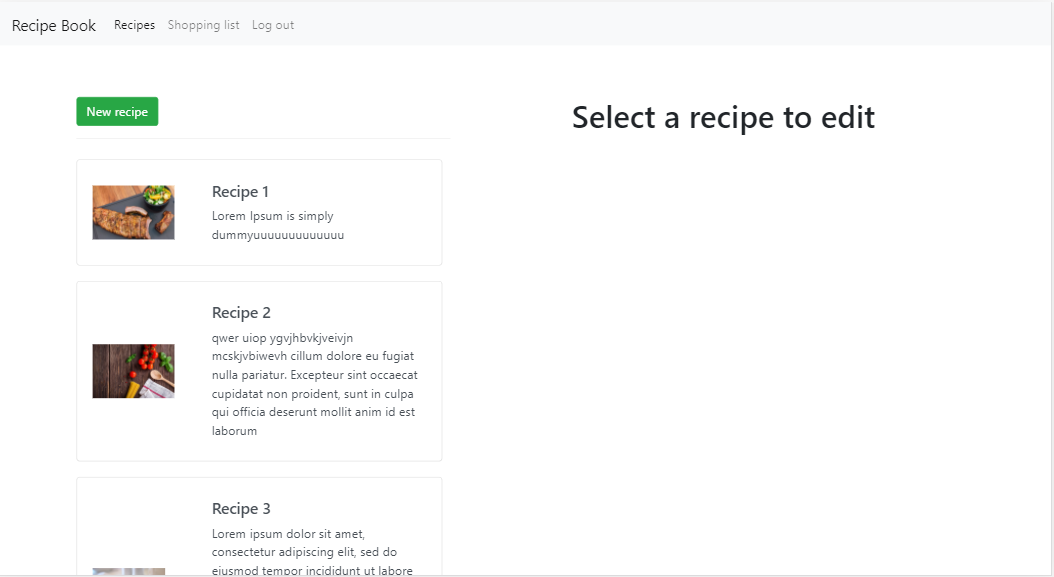 Recipe Book Recipes Shopping list Log out
New recipe
Select a recipe to edit
Recipe 1
Lorem Ipsum is simply
dummyuuuuuuuuuuuuu
Recipe 2
qwer uiop ygvjhbvkjveivjn
mcskjvbiwevh cillum dolore eu fugiat
nulla pariatur. Excepteur sint occaecat
cupidatat non proident, sunt in culpa
qui officia deserunt mollit anim id est
laborum
Recipe 3
Lorem ipsum dolor sit amet,
consectetur adipiscing elit, sed do
eiusmod tempor incididunt ut labore